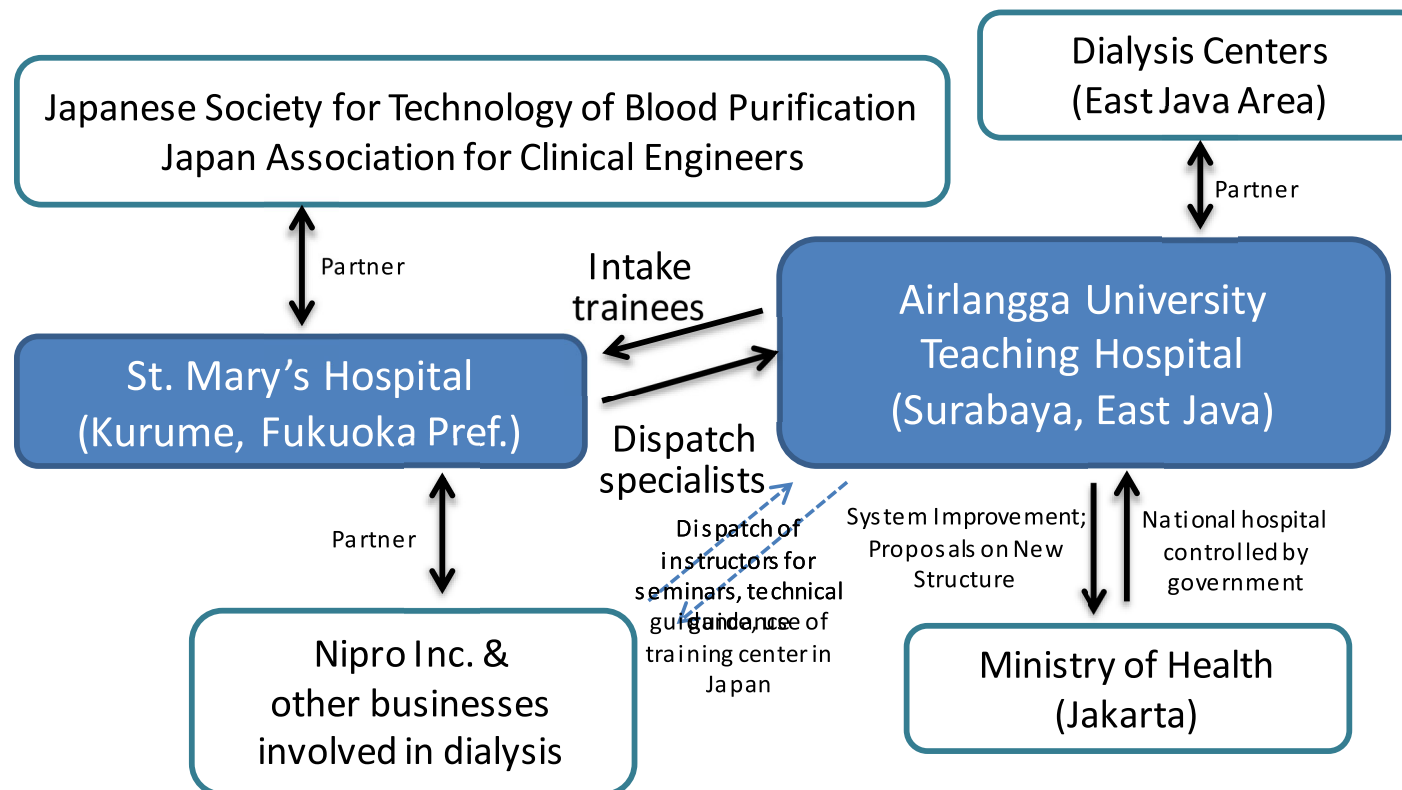 Dialysis Centers
(East Java Area)
Japanese Society for Technology of Blood Purification
Japan Association for Clinical Engineers
Partner
Partner
Intake
trainees
Airlangga University
Teaching Hospital
(Surabaya, East Java)
St. Mary's Hospital
(Kurume, Fukuoka Pref.)
Dispatch
specialists
Partner
Dispatch of
instructors for
seminars, technical
guidance, use of
training center in
Japan
System Improvement;
Proposals on New
Structure
National hospital
controlled by
government
Nipro Inc. &
other businesses
involved in dialysis
Ministry of Health
(Jakarta)